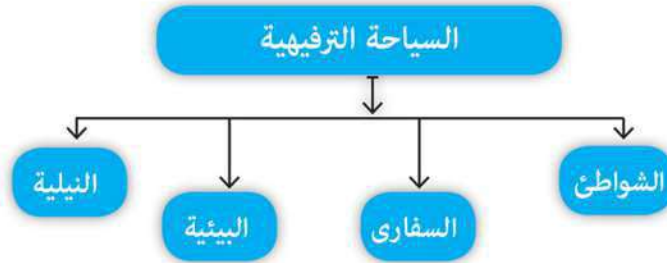 السياحة الترفيهية
الشواطئ
السفارى
البيئية
النيلية